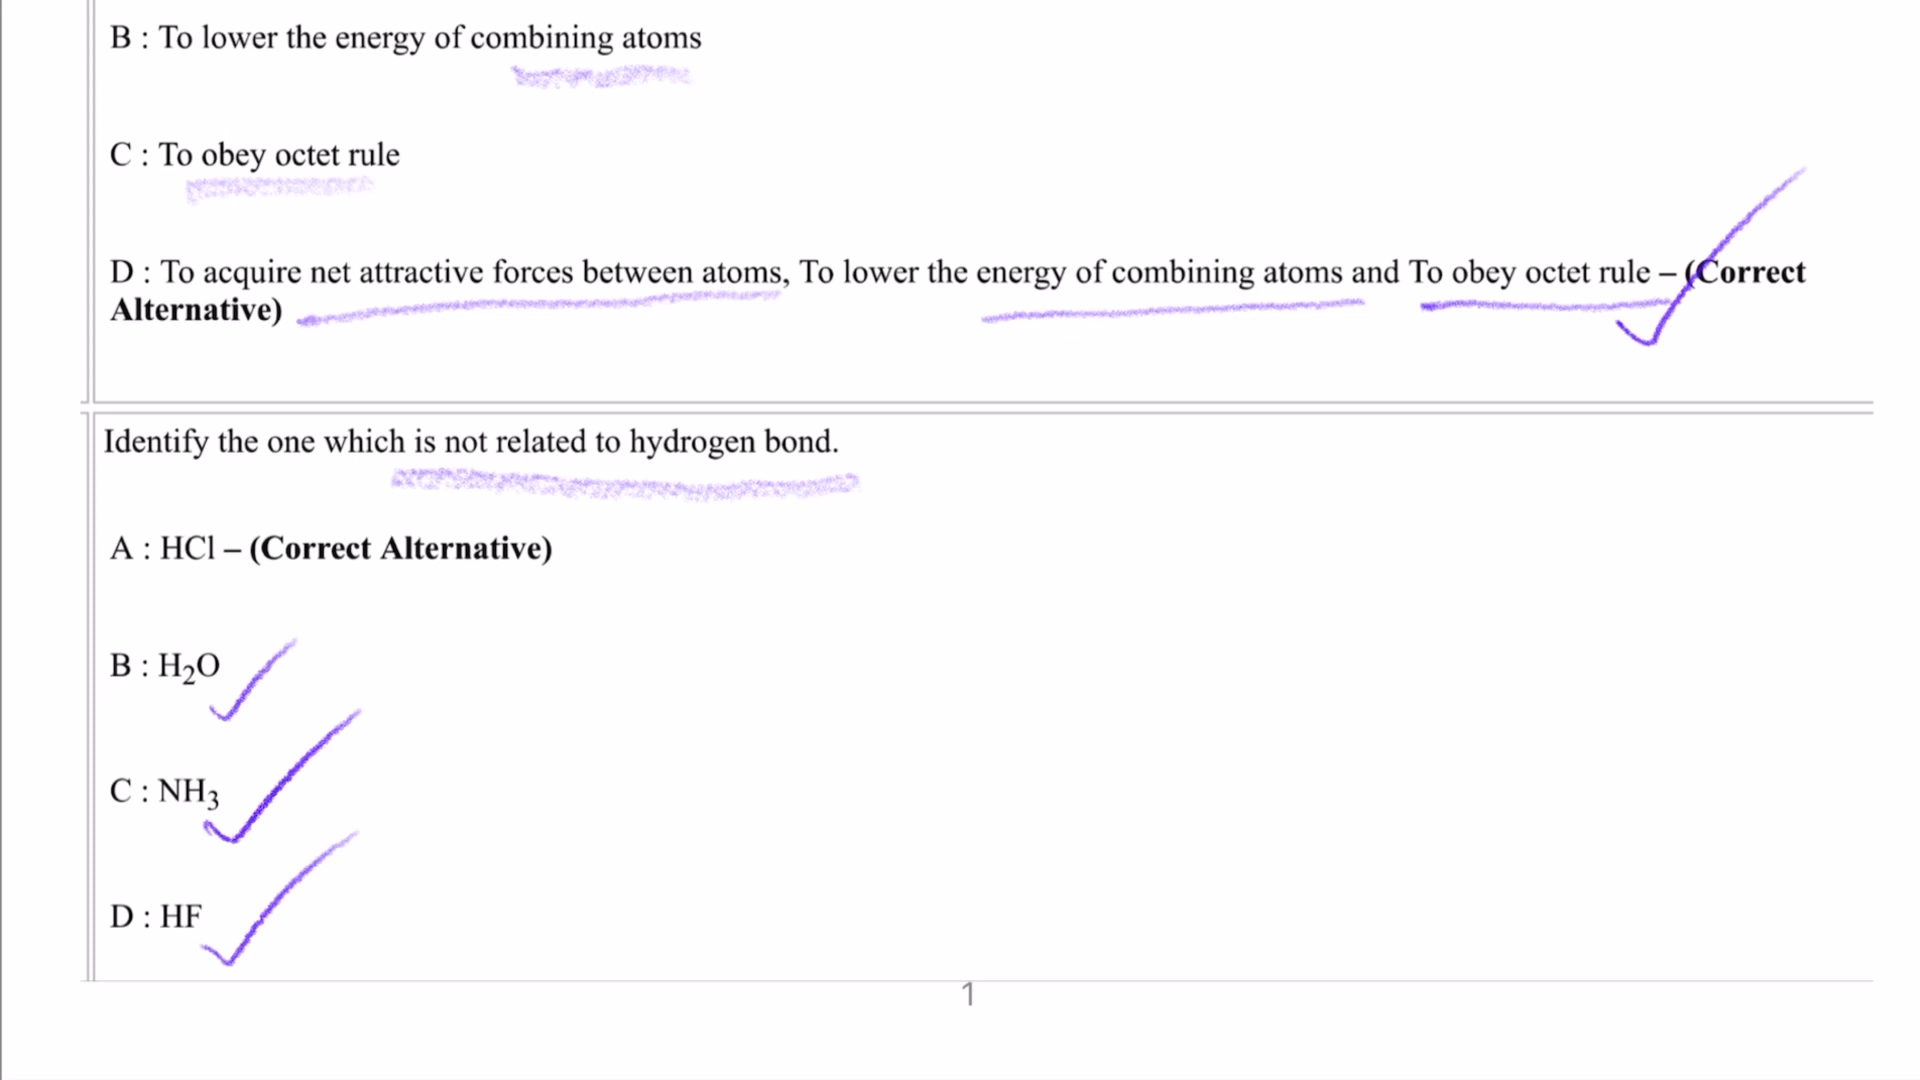 B : To lower the energy of combining atoms
C : To obey octet rule
D : To acquire net attractive forces between atoms, To lower the energy of combining atoms and To obey octet rule – (Correct
Alternative)
Identify the one which is not related to hydrogen bond.
A : HCl – (Correct Alternative)
B : H₂O
C : NH₃
D : HF
1